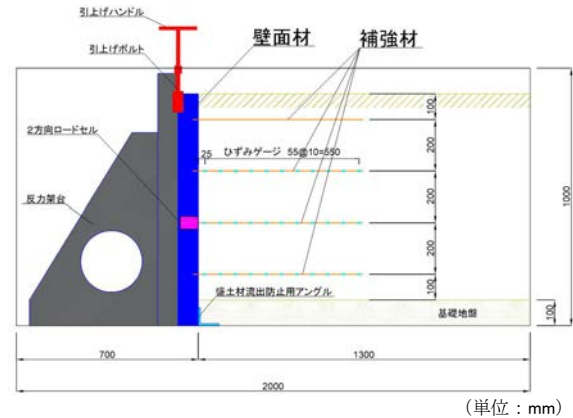 引上げハンドル
引上げボルト
壁面材
補強材
100
2方向ロードセル
25
ひずみゲージ 55@10=550
200
反力架台
200
1000
200
盛土材流出防止用アングル
100
基礎地盤
100
700
1300
2000
(単位：mm)